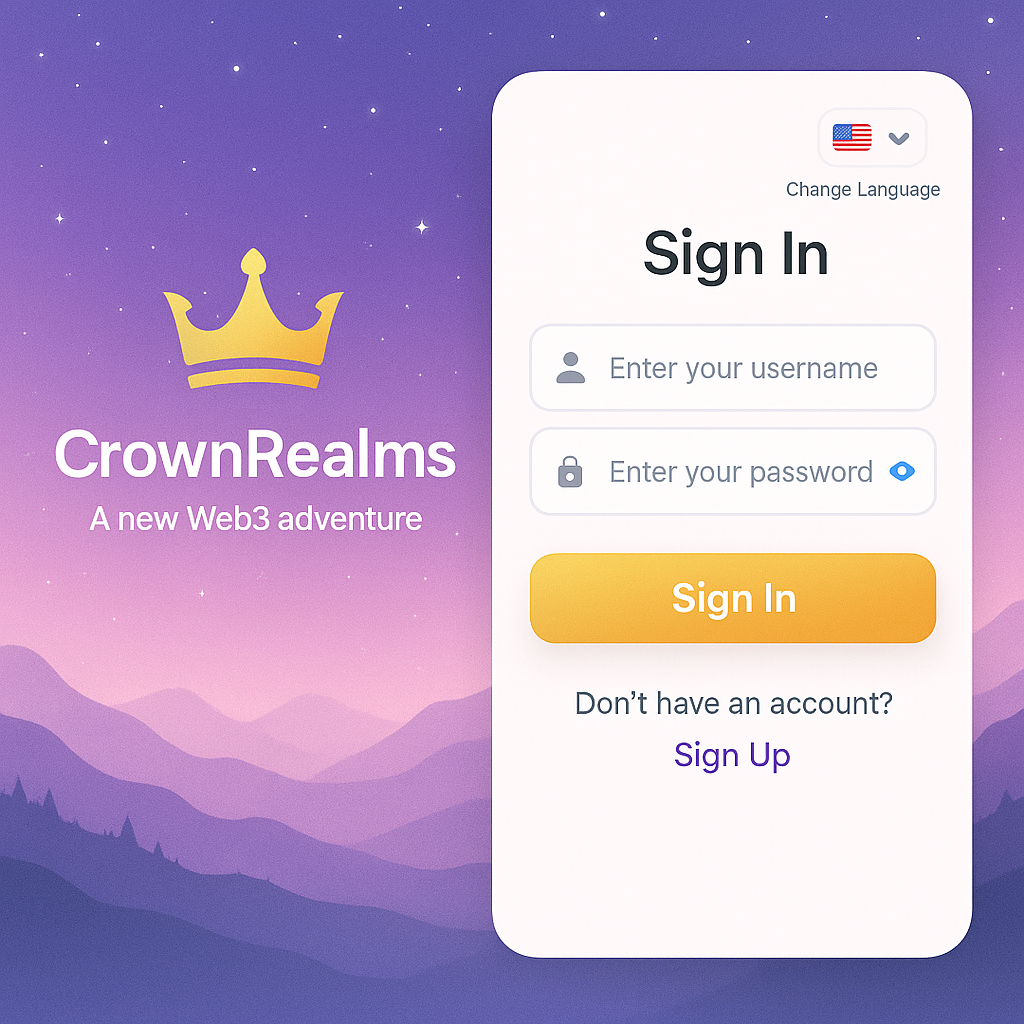 CrownRealms
A new Web3 adventure
Change Language
Sign In
Enter your username
Enter your password
Sign In
Don’t have an account?
Sign Up